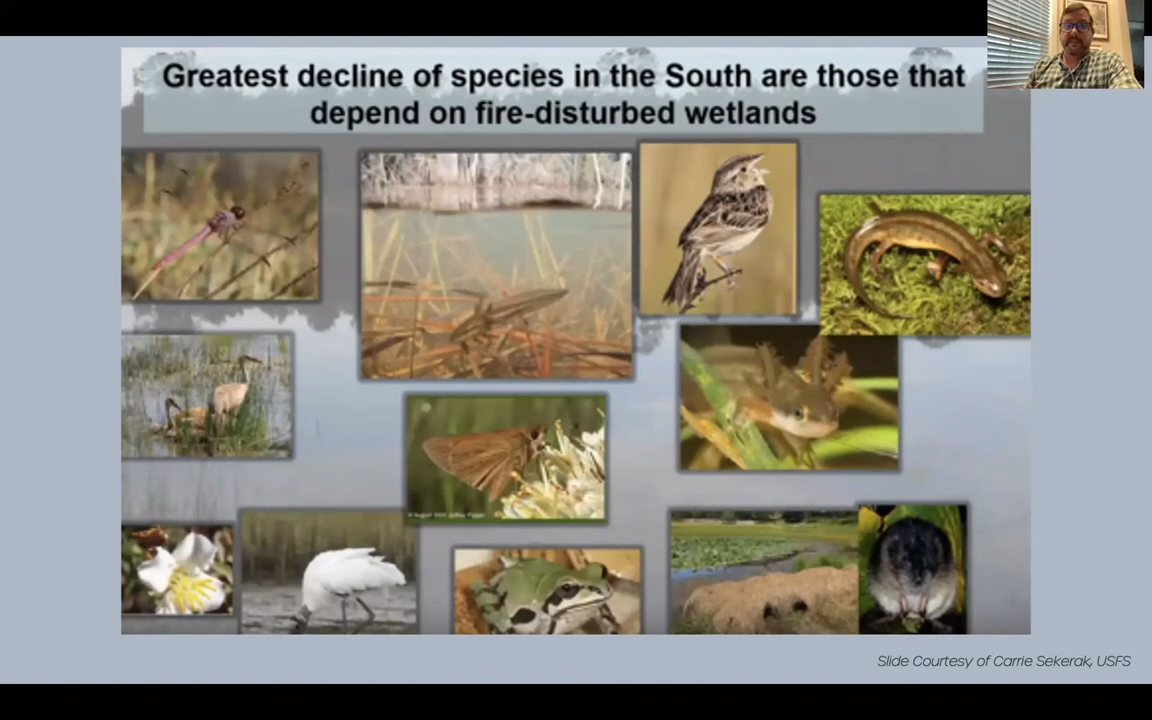 Greatest decline of species in the South are those that
depend on fire-disturbed wetlands
Slide Courtesy of Carrie Sekerak, USFS